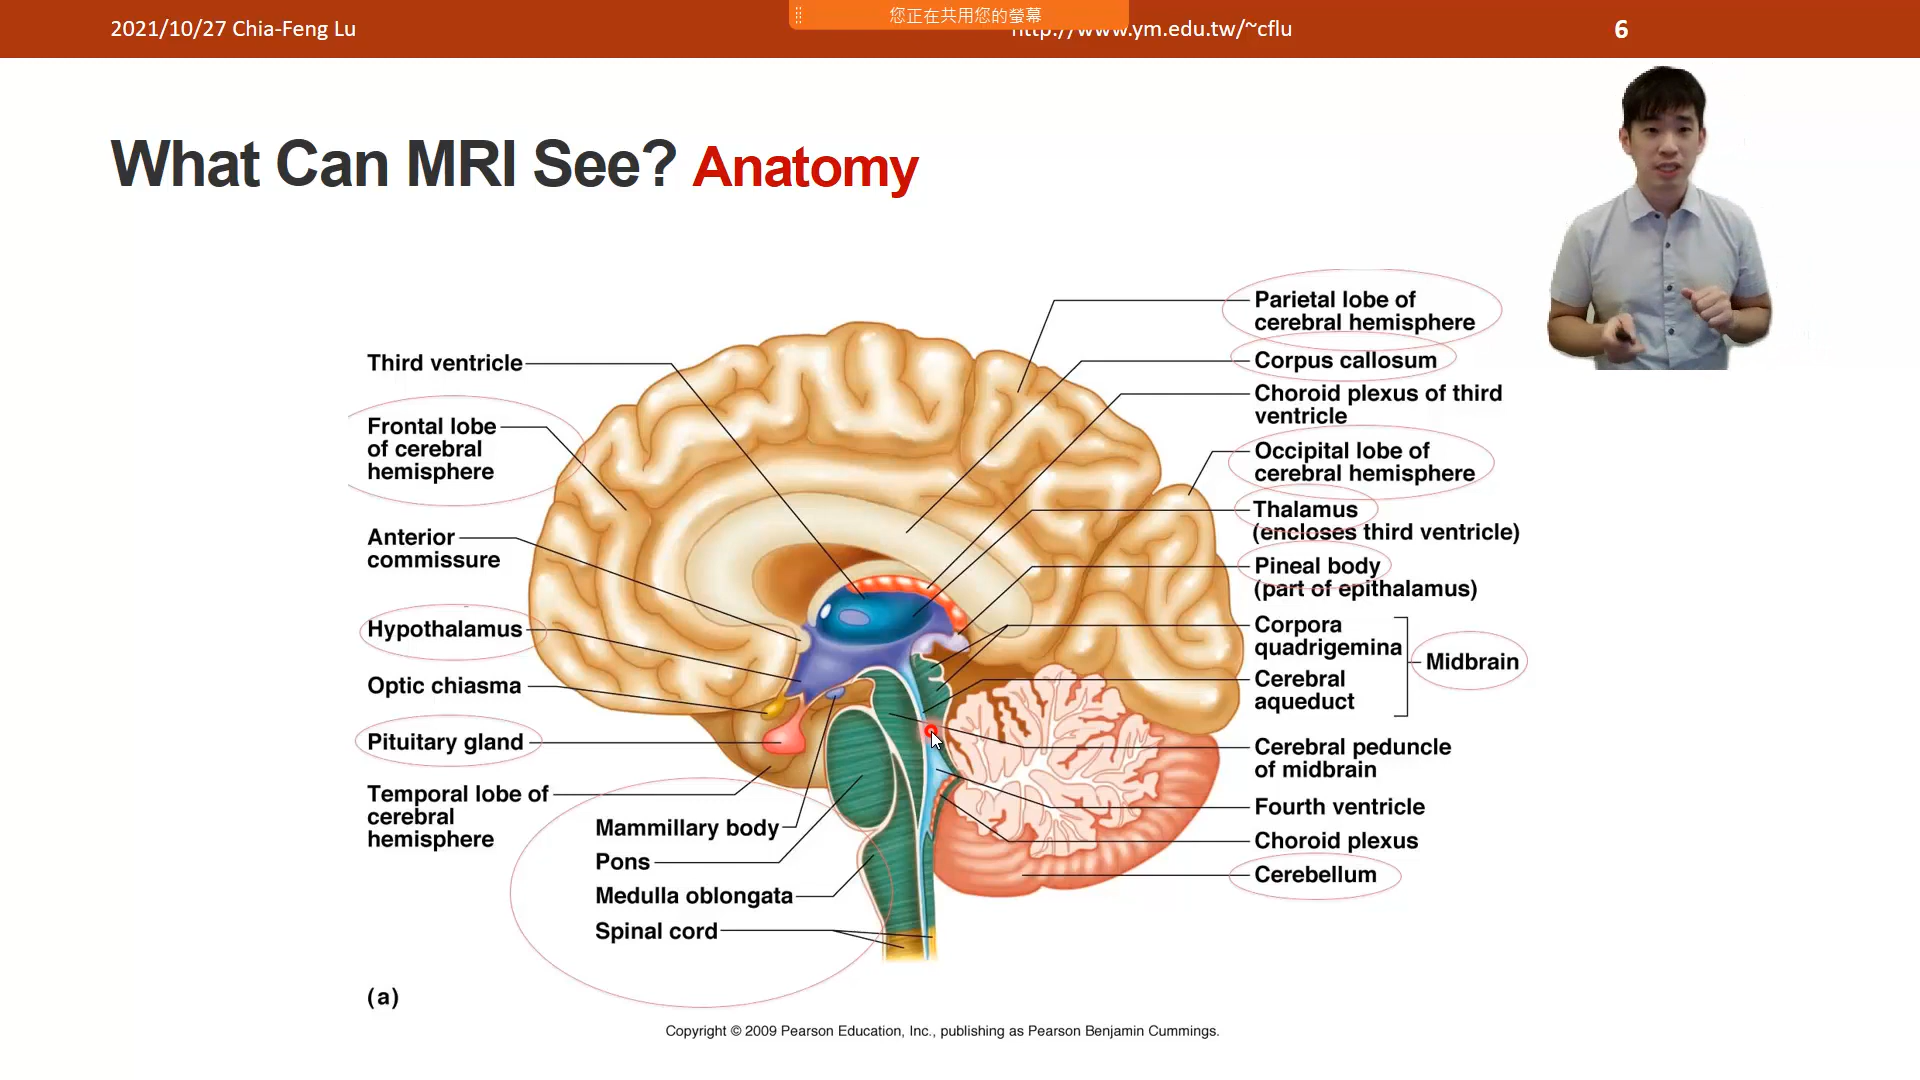 2021/10/27 Chia-Feng Lu
您正在共用您的螢幕
http://www.ym.edu.tw/~cflu
6
What Can MRI See? Anatomy
Third ventricle
Frontal lobe
of cerebral
hemisphere
Anterior
commissure
Hypothalamus
Optic chiasma
Pituitary gland
Temporal lobe of
cerebral
hemisphere
Mammillary body
Pons
Medulla oblongata
Spinal cord
Parietal lobe of
cerebral hemisphere
Corpus callosum
Choroid plexus of third
ventricle
Occipital lobe of
cerebral hemisphere
Thalamus
(encloses third ventricle)
Pineal body
(part of epithalamus)
Corpora
quadrigemina
Midbrain
Cerebral
aqueduct
Cerebral peduncle
of midbrain
Fourth ventricle
Choroid plexus
Cerebellum
(a)
Copyright © 2009 Pearson Education, Inc., publishing as Pearson Benjamin Cummings.